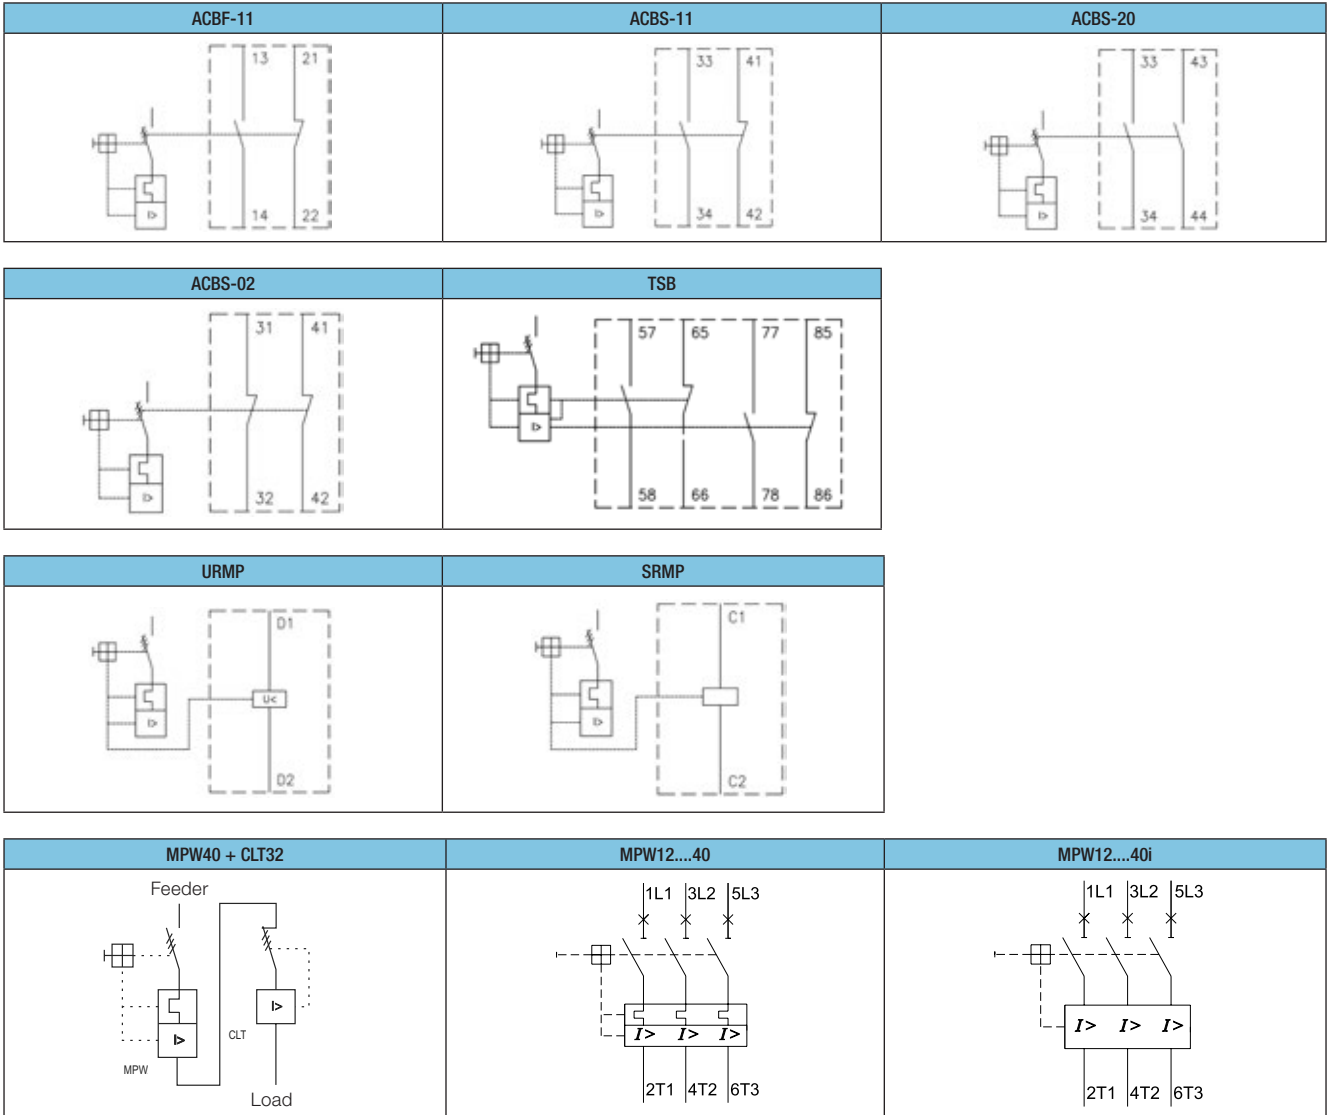 ACBF-11 ACBS-11 ACBS-20
13 21 33 41 33 43
I> I> I>
14 22 34 42 34 44
ACBS-02 TSB
31 41 57 65 77 85
I> I>
32 42 58 66 78 86
URMP SRMP
D1 C1
U<
I> I>
D2 C2
MPW40 + CLT32 MPW12....40 MPW12....40i
Feeder 1L1 3L2 5L3 1L1 3L2 5L3
I> I>
CLT
MPW
I> I> I> I> I> I>
Load 2T1 4T2 6T3 2T1 4T2 6T3